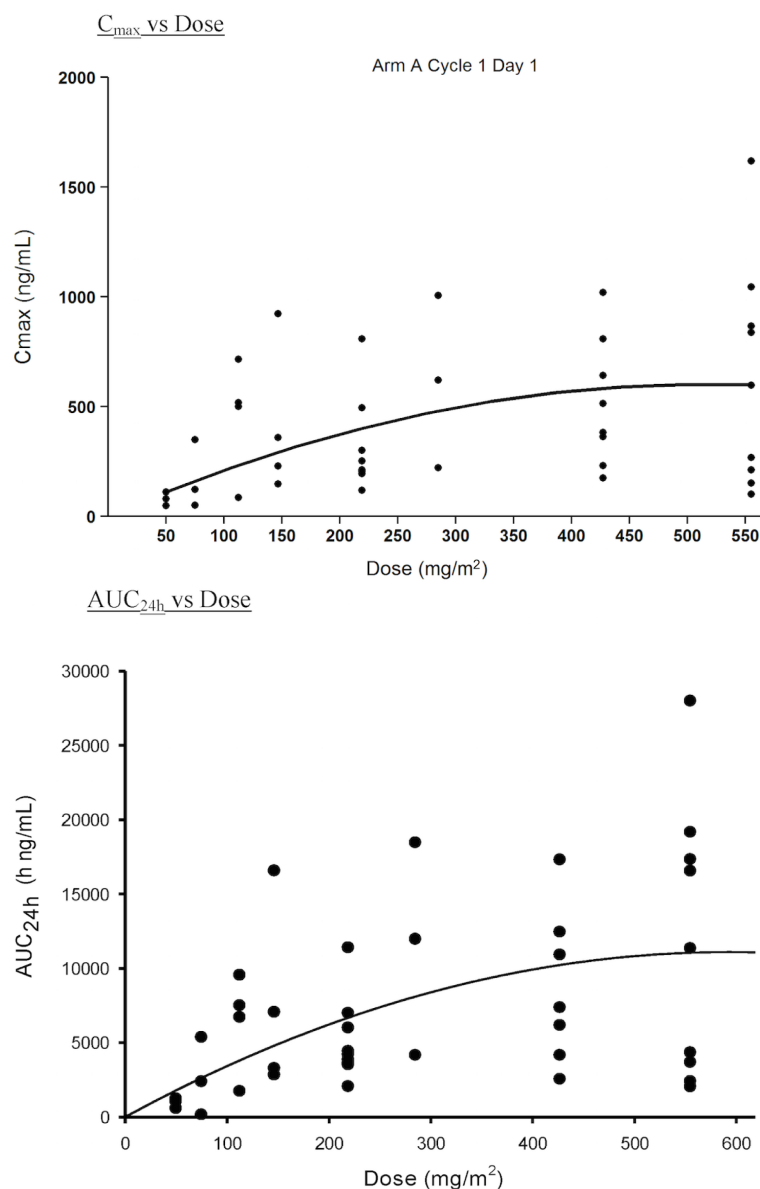 Cmax vs Dose
Arm A Cycle 1 Day 1
2000
1500
1000
500
0
Cmax (ng/mL)
50 100 150 200 250 300 350 400 450 500 550
Dose (mg/m²)
AUC24h vs Dose
30000
25000
20000
15000
10000
5000
0
AUC24h (h ng/mL)
0 100 200 300 400 500 600
Dose (mg/m²)